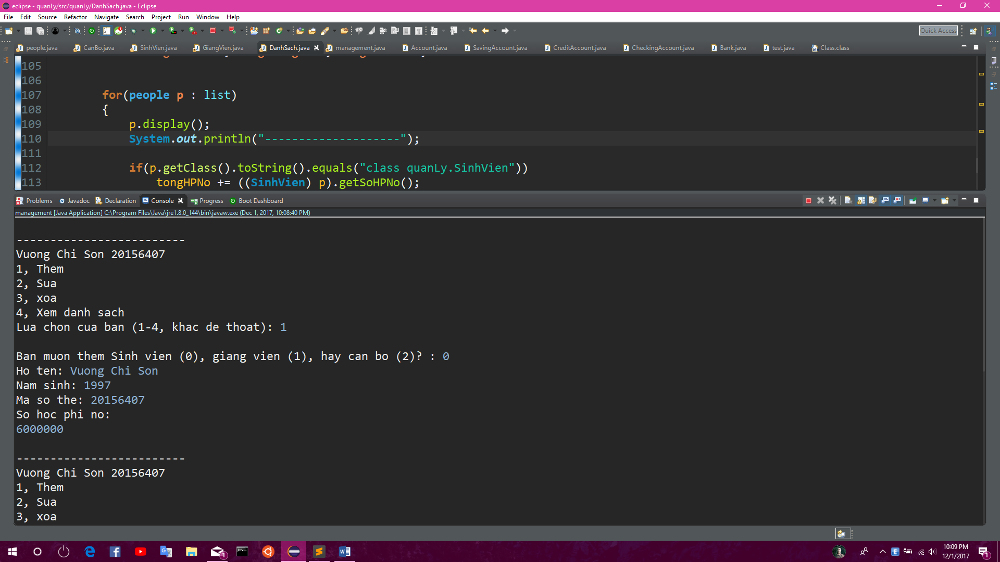 eclipse - quanLy/src/quanLy/DanhSach.java - Eclipse
File Edit Source Refactor Navigate Search Project Run Window Help
Quick Access
people.java CanBo.java SinhVien.java GiangVien.java DanhSach.java management.java Account.java SavingAccount.java CreditAccount.java CheckingAccount.java Bank.java test.java Class.class
105
106
107 for(people p : list)
108 {
109 p.display();
110 System.out.println("--------------------");
111
112 if(p.getClass().toString().equals("class quanLy.SinhVien"))
113 tongHPNo += ((SinhVien) p).getSoHPNo();
Problems Javadoc Declaration Console Progress Boot Dashboard
management [Java Application] C:\Program Files\Java\jre1.8.0_144\bin\javaw.exe (Dec 1, 2017, 10:08:40 PM)
-------------------------
Vuong Chi Son 20156407
1, Them
2, Sua
3, xoa
4, Xem danh sach
Lua chon cua ban (1-4, khac de thoat): 1
Ban muon them Sinh vien (0), giang vien (1), hay can bo (2)? : 0
Ho ten: Vuong Chi Son
Nam sinh: 1997
Ma so the: 20156407
So hoc phi no:
6000000
-------------------------
Vuong Chi Son 20156407
1, Them
2, Sua
3, xoa
10:09 PM
12/1/2017